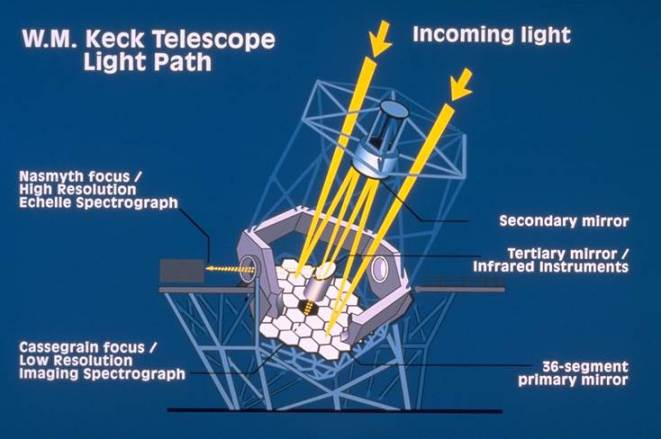 W.M. Keck Telescope
Light Path
Incoming light
Nasmyth focus /
High Resolution
Echelle Spectrograph
Secondary mirror
Tertiary mirror /
Infrared Instruments
Cassegrain focus /
Low Resolution
Imaging Spectrograph
36-segment
primary mirror